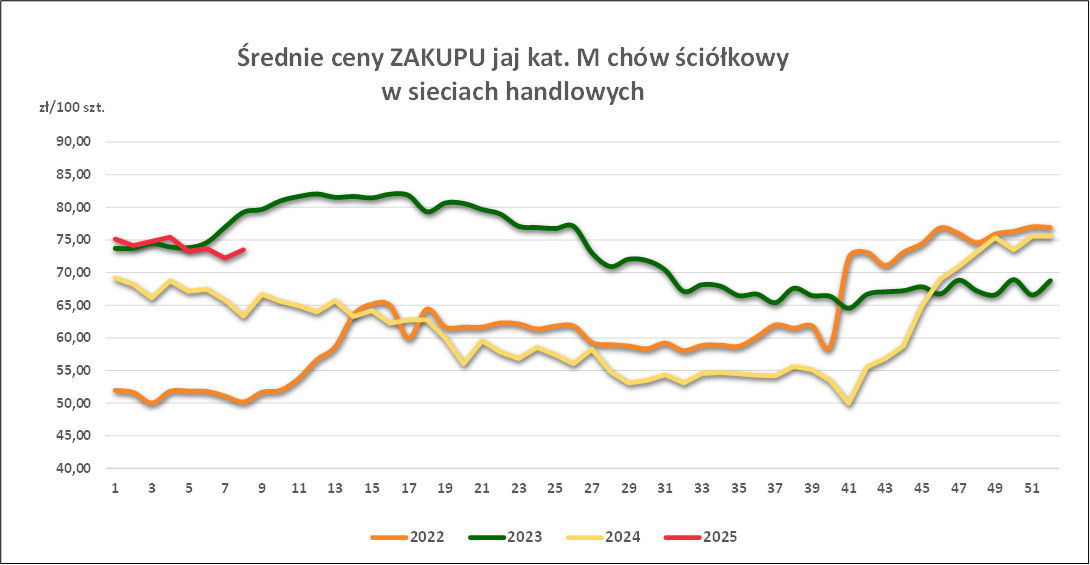 Średnie ceny ZAKUPU jaj kat. M chów ściółkowy
w sieciach handlowych
zł/100 szt.
90,00
85,00
80,00
75,00
70,00
65,00
60,00
55,00
50,00
45,00
40,00
1 3 5 7 9 11 13 15 17 19 21 23 25 27 29 31 33 35 37 39 41 43 45 47 49 51
2022 2023 2024 2025